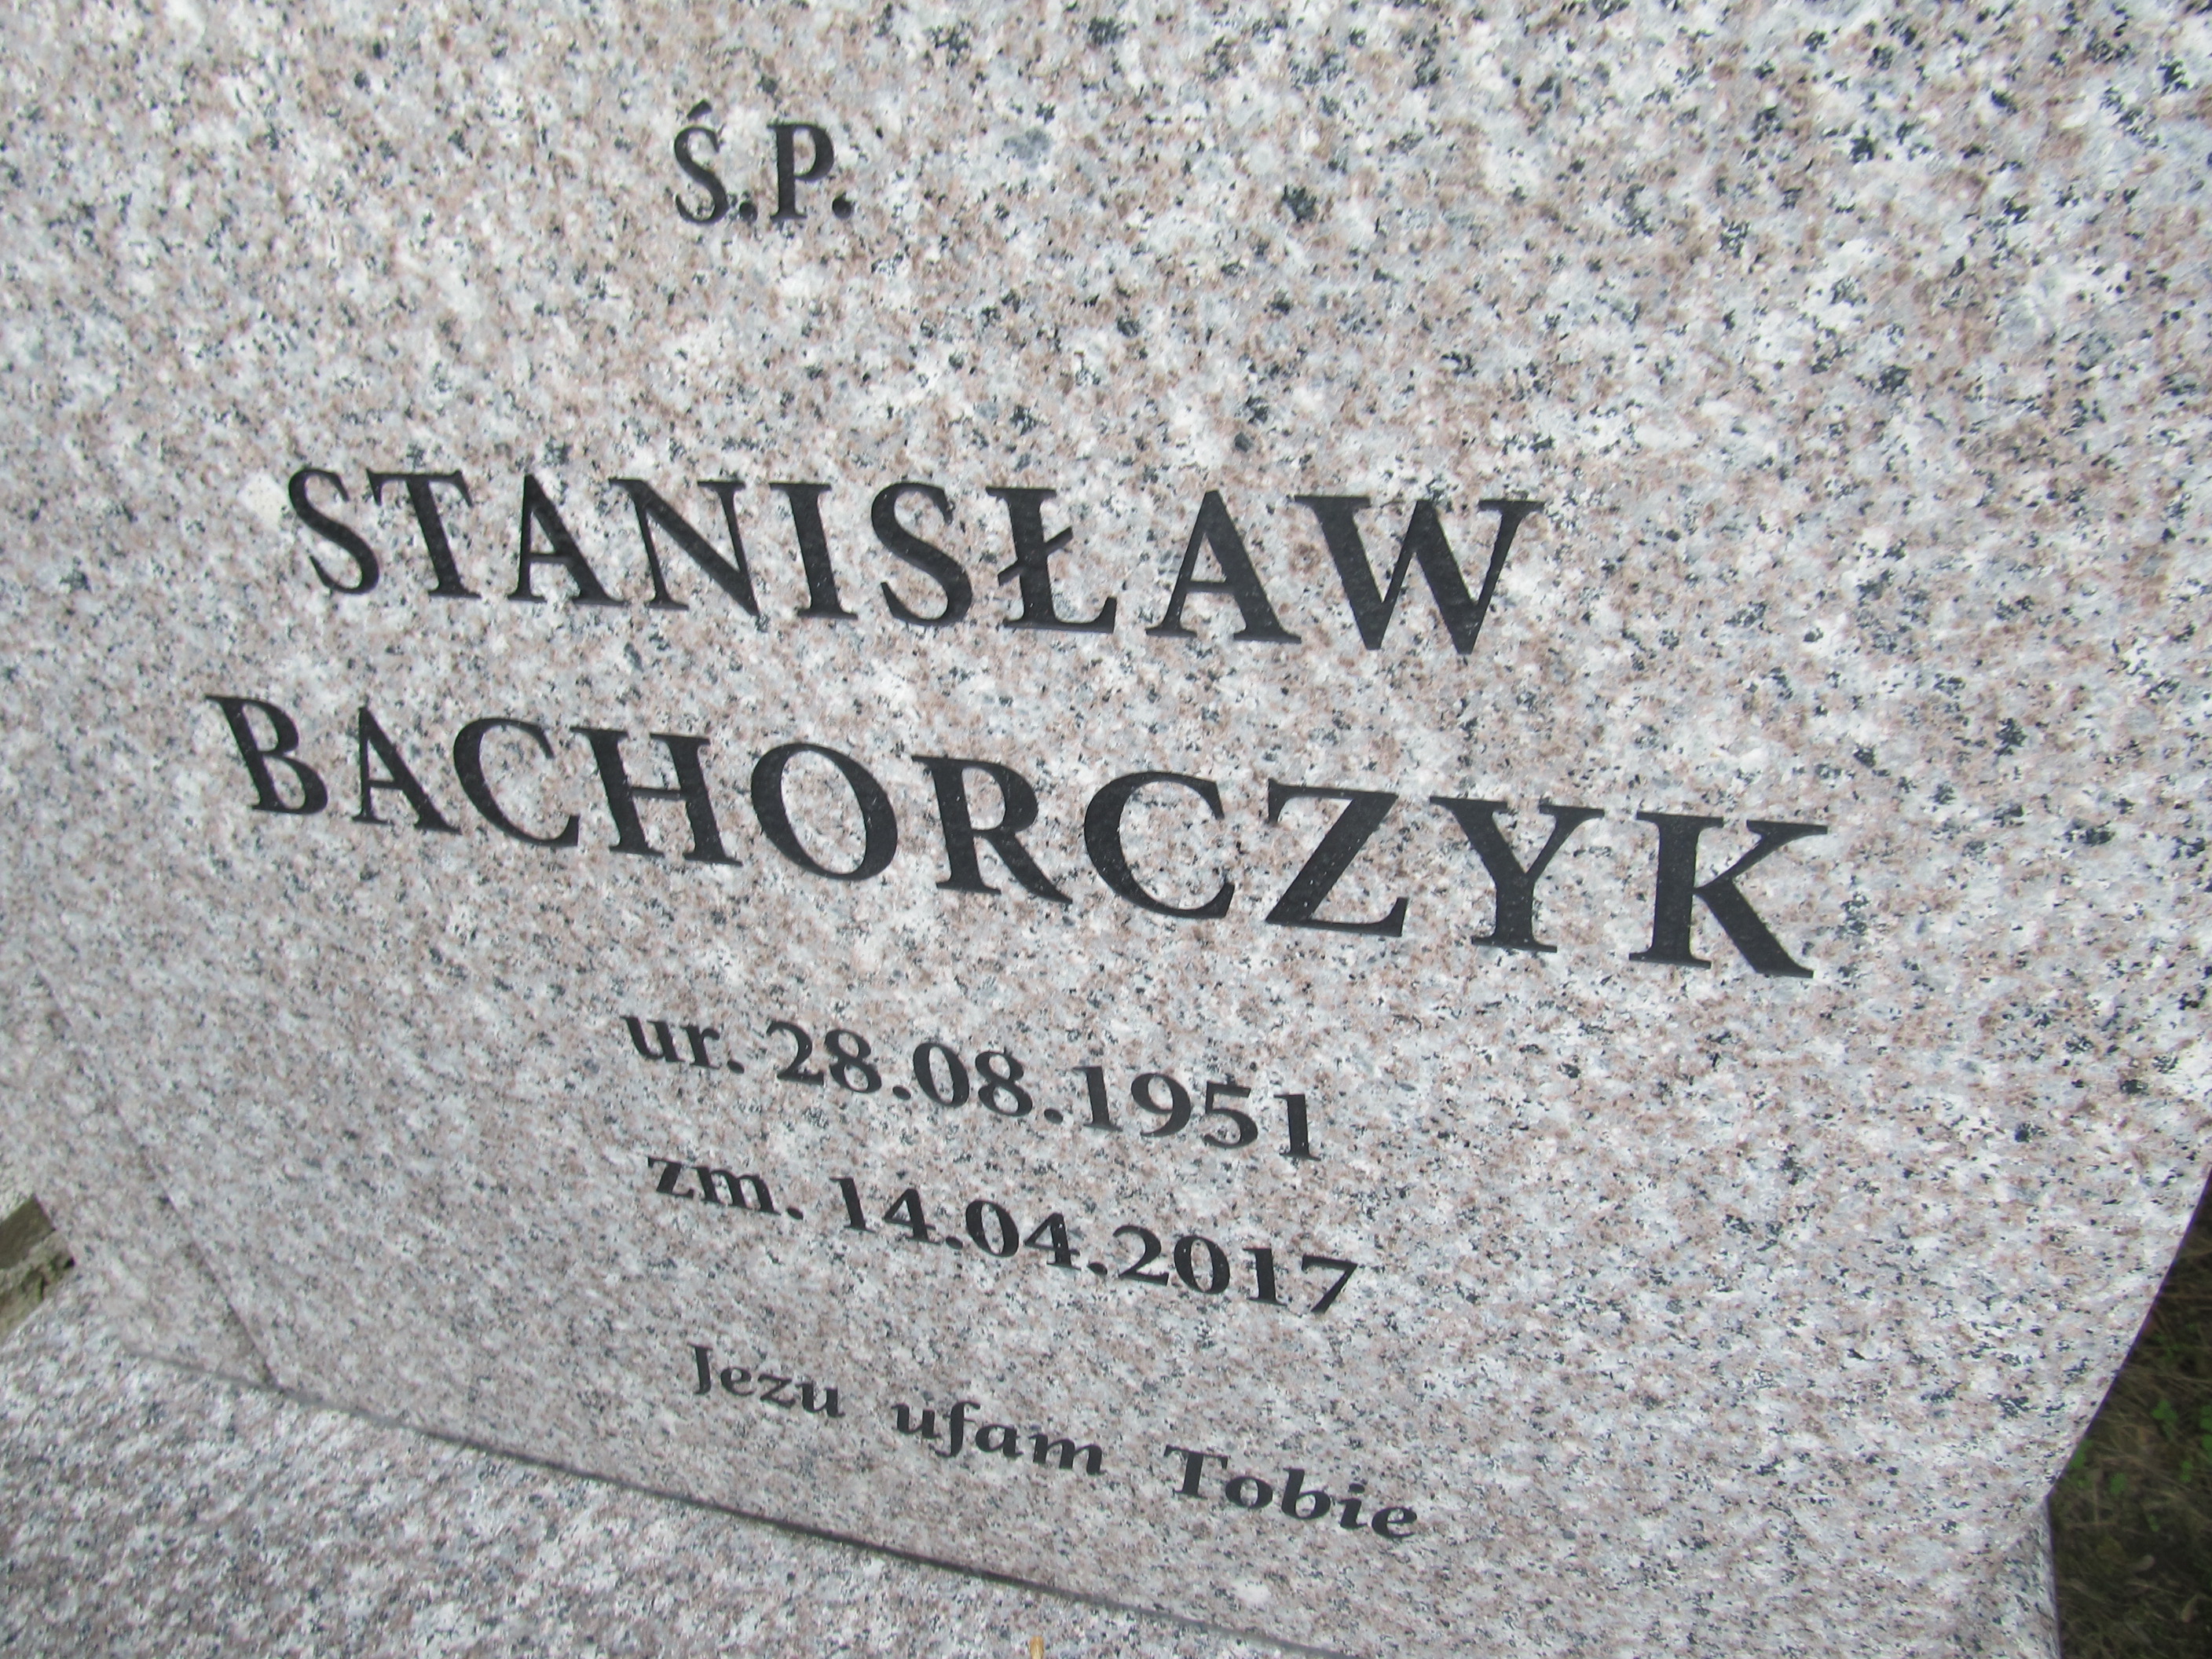 Ś.P.
STANISŁAW
BACHORCZYK
ur. 28.08.1951
zm. 14.04.2017
Jezu ufam Tobie